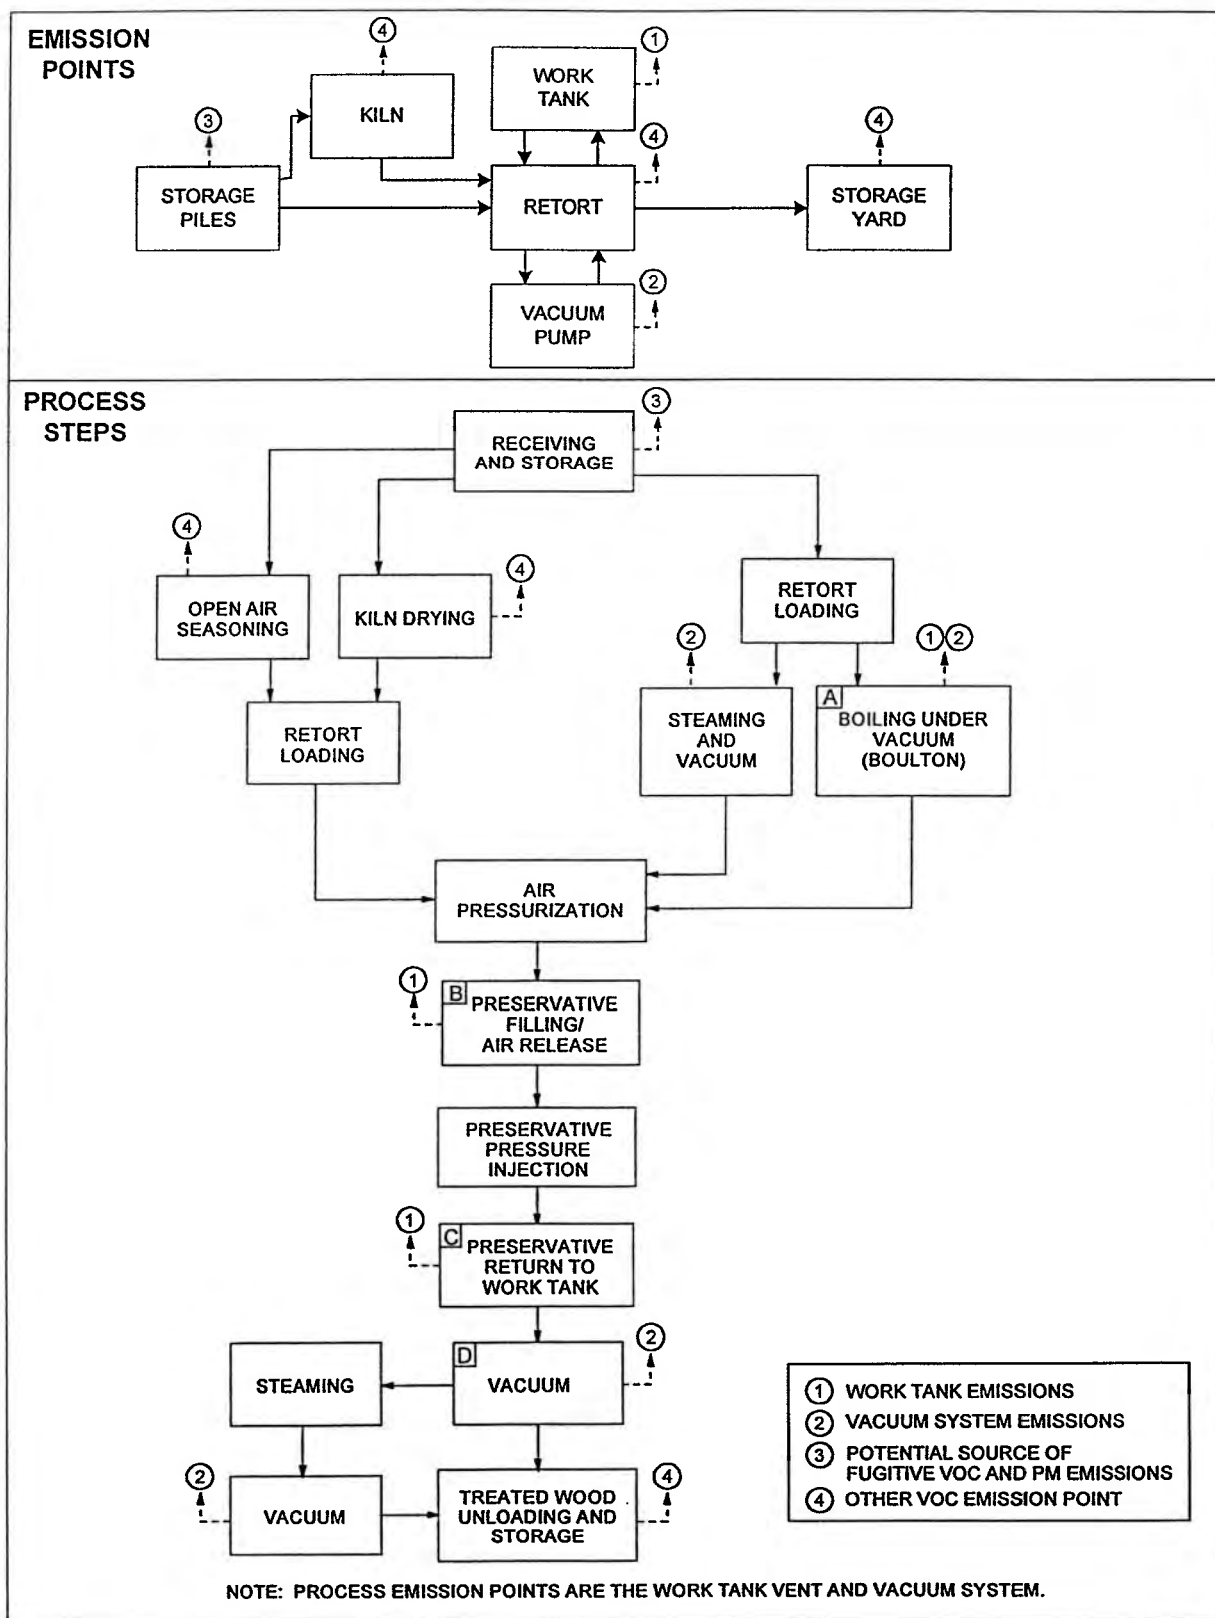 EMISSION
POINTS
④
①
WORK
TANK
KILN
③
④
④
STORAGE
PILES
RETORT
STORAGE
YARD
②
VACUUM
PUMP
PROCESS
STEPS
③
RECEIVING
AND STORAGE
④
④
OPEN AIR
SEASONING
KILN DRYING
RETORT
LOADING
②
① ②
RETORT
LOADING
STEAMING
AND
VACUUM
A
BOILING UNDER
VACUUM
(BOULTON)
AIR
PRESSURIZATION
①
B
PRESERVATIVE
FILLING/
AIR RELEASE
PRESERVATIVE
PRESSURE
INJECTION
①
C
PRESERVATIVE
RETURN TO
WORK TANK
②
STEAMING
D
VACUUM
②
④
VACUUM
TREATED WOOD
UNLOADING AND
STORAGE
① WORK TANK EMISSIONS
② VACUUM SYSTEM EMISSIONS
③ POTENTIAL SOURCE OF
FUGITIVE VOC AND PM EMISSIONS
④ OTHER VOC EMISSION POINT
NOTE: PROCESS EMISSION POINTS ARE THE WORK TANK VENT AND VACUUM SYSTEM.